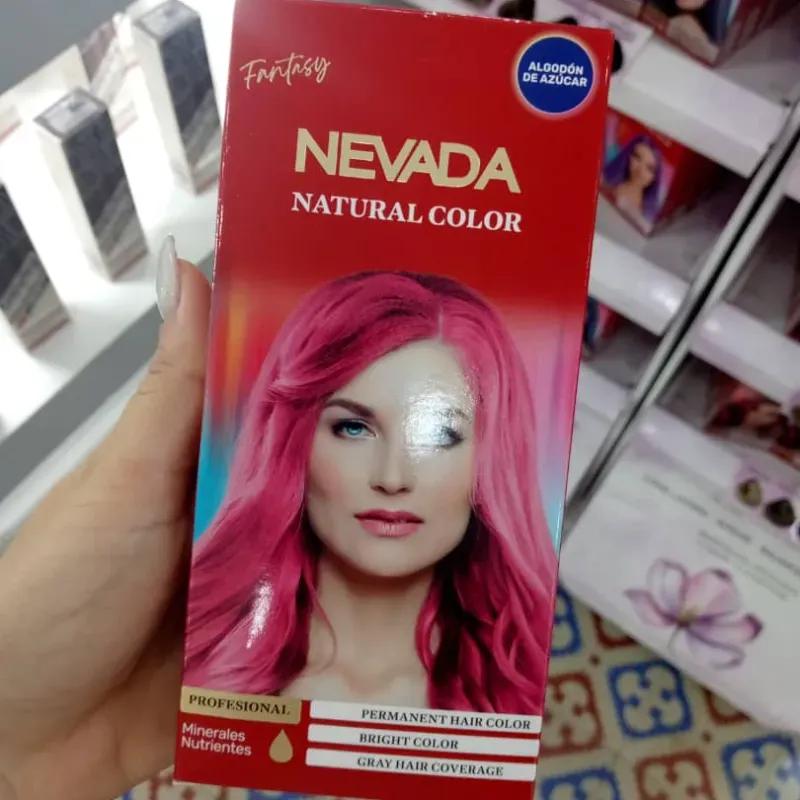 Fantasy
ALGODÓN
DE AZÚCAR
NEVADA
NATURAL COLOR
PROFESIONAL
Minerales
Nutrientes
PERMANENT HAIR COLOR
BRIGHT COLOR
GRAY HAIR COVERAGE